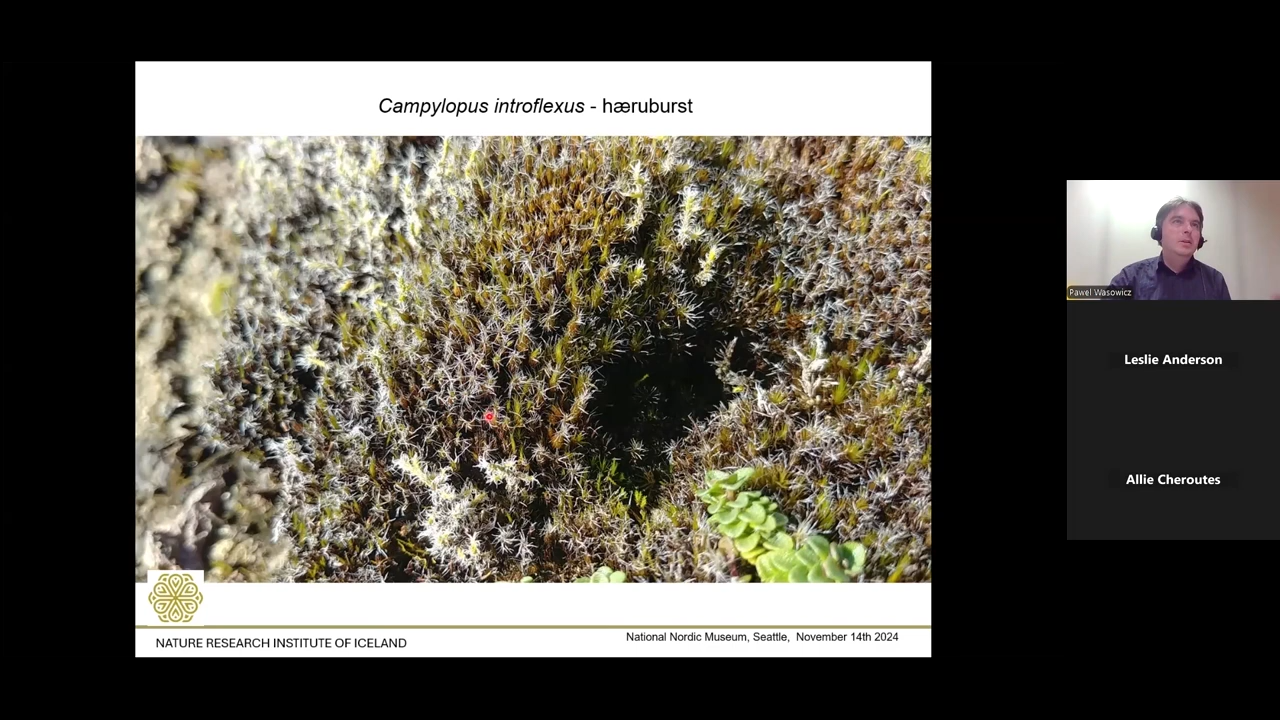 Campylopus introflexus - hæruburst
Pawel Wasowicz
Leslie Anderson
Allie Cheroutes
NATURE RESEARCH INSTITUTE OF ICELAND
National Nordic Museum, Seattle, November 14th 2024